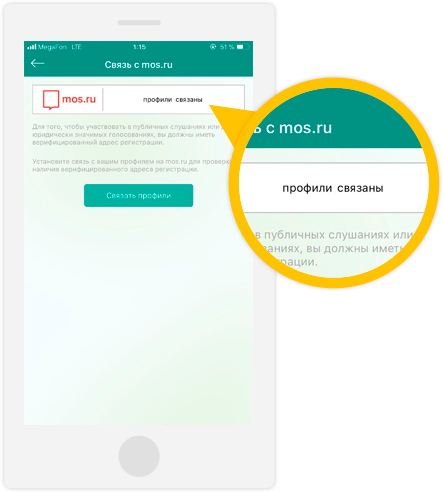 MegaFon LTE 1:15 51 %
Связь с mos.ru
mos.ru профили связаны
Для того, чтобы участвовать в публичных слушаниях или
юридически значимых голосованиях, вы должны иметь
верифицированный адрес регистрации.
Установите связь с вашим профилем на mos.ru для провер
наличия верифицированного адреса регистрации.
Связать профили
ь с mos.ru
профили связаны
в публичных слушаниях или
ваниях, вы должны иметь
рации.